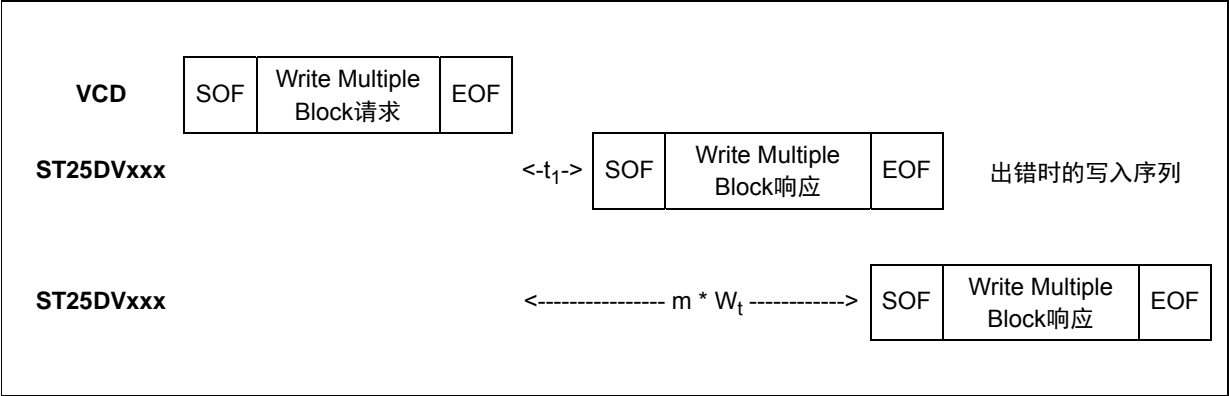 VCD SOF Write Multiple Block请求 EOF
ST25DVxxx <-t1-> SOF Write Multiple Block响应 EOF 出错时的写入序列
ST25DVxxx <---------------- m * Wt ------------> SOF Write Multiple Block响应 EOF